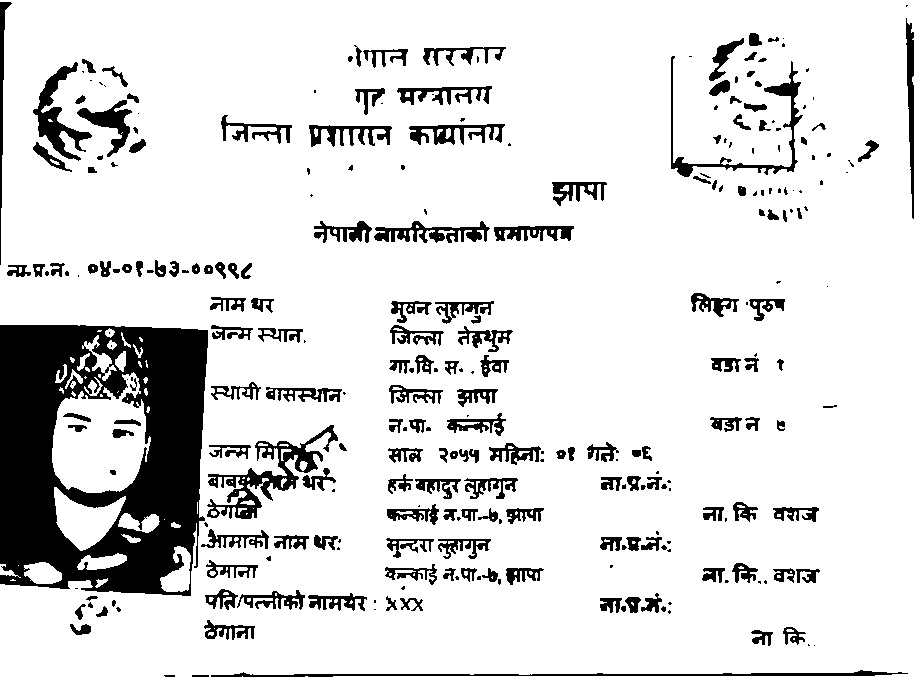 नेपाल सरकार
गृह मन्त्रालय
जिल्ला प्रशासन कार्यालय
झापा
नेपाली नागरिकताको प्रमाणपत्र
ना.प्र.नं. ०४-०१-७३-००९९८
नाम थर भुवन लुहागुन लिङ्ग पुरुष
जन्म स्थान. जिल्ला तेह्रथुम
गा.वि. स. . ईवा वडा नं १
स्थायी बासस्थान: जिल्ला झापा
न.पा. कन्काई वडा न ७
जन्म मिति साल २०५५ महिना: ०१ गते: ०६
बाबुको नाम थर: हर्क बहादुर लुहागुन ना.प्र.नं.:
ठेगाना कन्काई न.पा.-७, झापा ना. कि वंशज
आमाको नाम थर: सुन्दरा लुहागुन ना.प्र.नं.:
ठेगाना कन्काई न.पा.-७, झापा ना. कि.. वंशज
पति/पत्नीको नामथर : XXX ना.प्र.नं.:
ठेगाना ना कि..